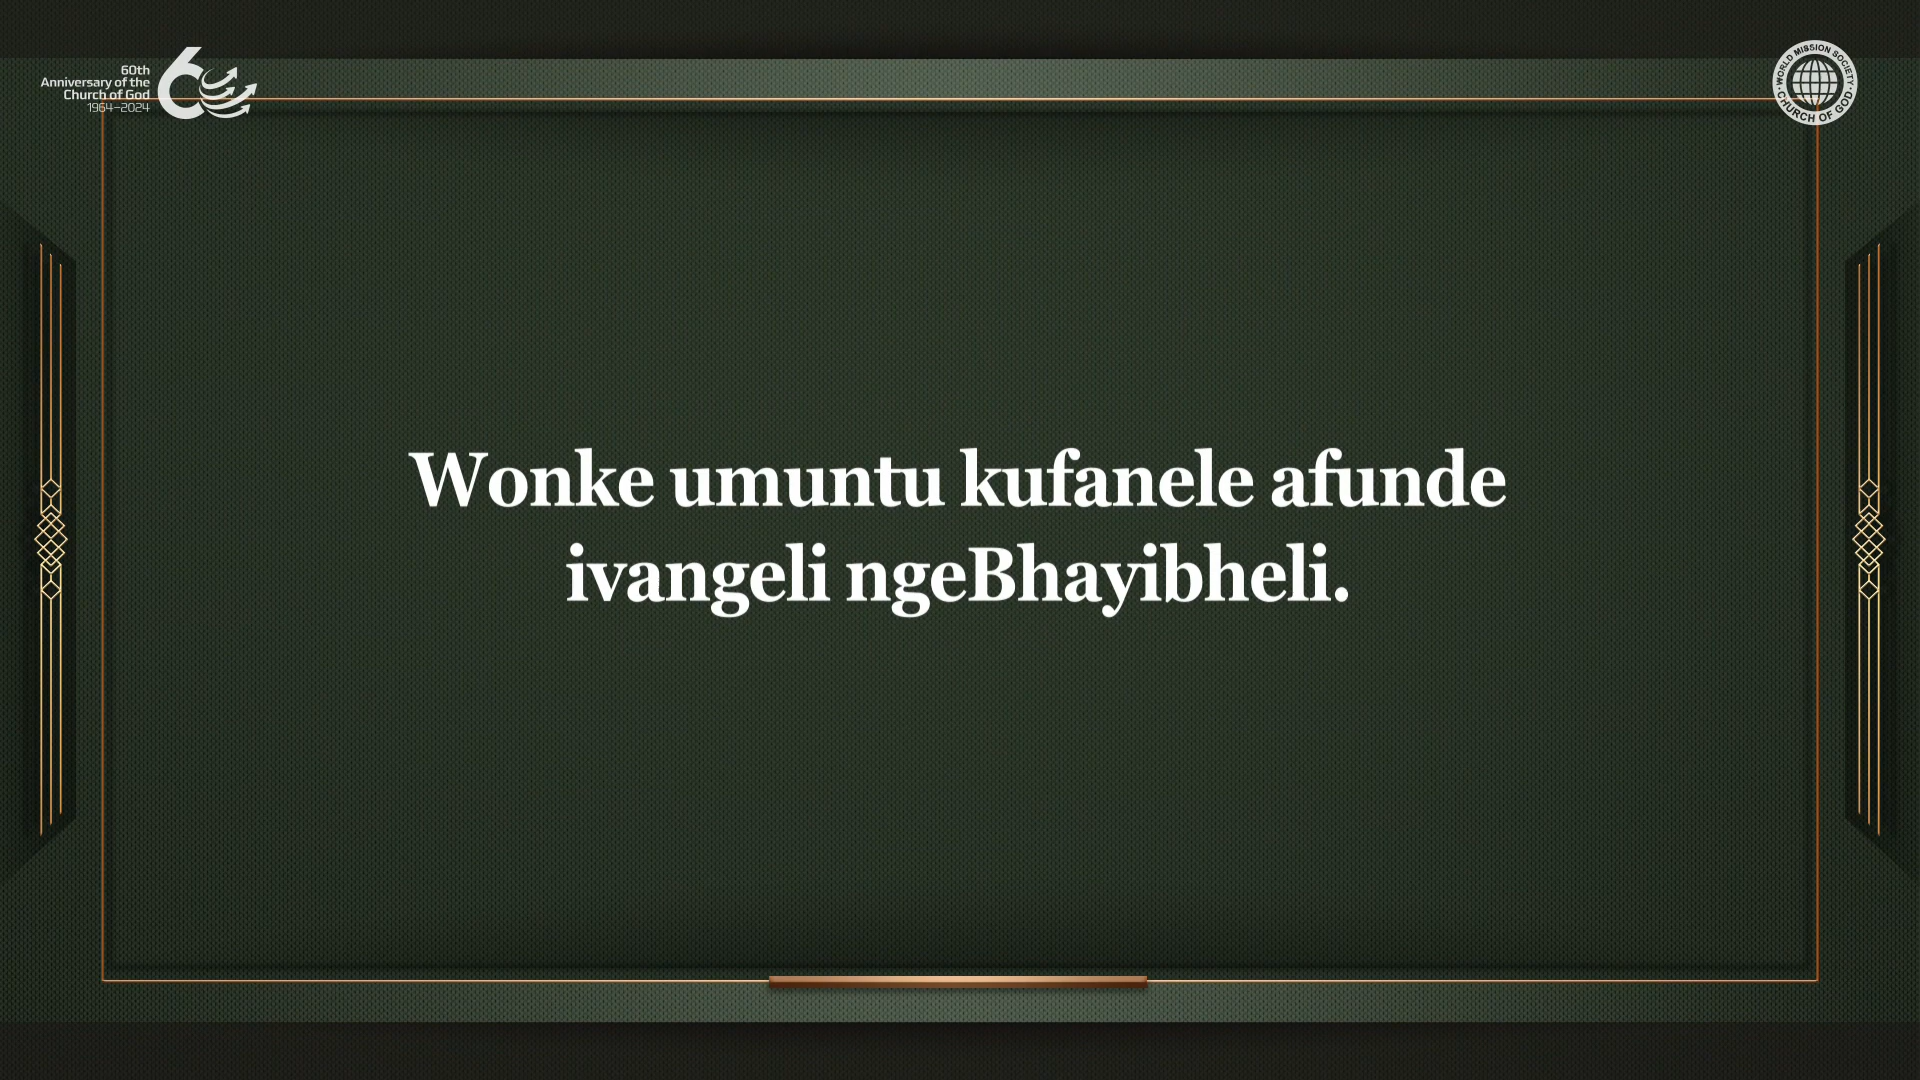 60th
Anniversary of the
Church of God
1964–2024
WORLD MISSION SOCIETY
CHURCH OF GOD
Wonke umuntu kufanele afunde
ivangeli ngeBhayibheli.